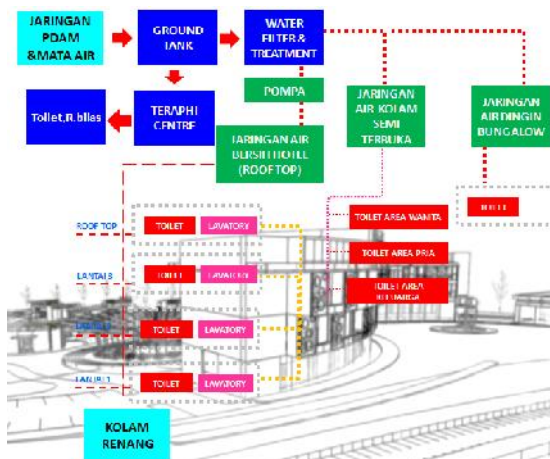 JARINGAN
PDAM
&MATA AIR
GROUND
TANK
WATER
FILTER &
TREATMENT
Toilet,R.bilas
TERAPHI
CENTRE
POMPA
JARINGAN
AIR KOLAM
SEMI
TERBUKA
JARINGAN
AIR DINGIN
BUNGALOW
JARINGAN AIR
BERSIH HOTEL
(ROOFTOP)
TOILET
ROOF TOP
TOILET
LAVATORY
TOILET AREA WANITA
TOILET AREA PRIA
LANTAI 3
TOILET
LAVATORY
TOILET AREA
KELUARGA
TOILET
LAVATORY
TOILET
LAVATORY
KOLAM
RENANG